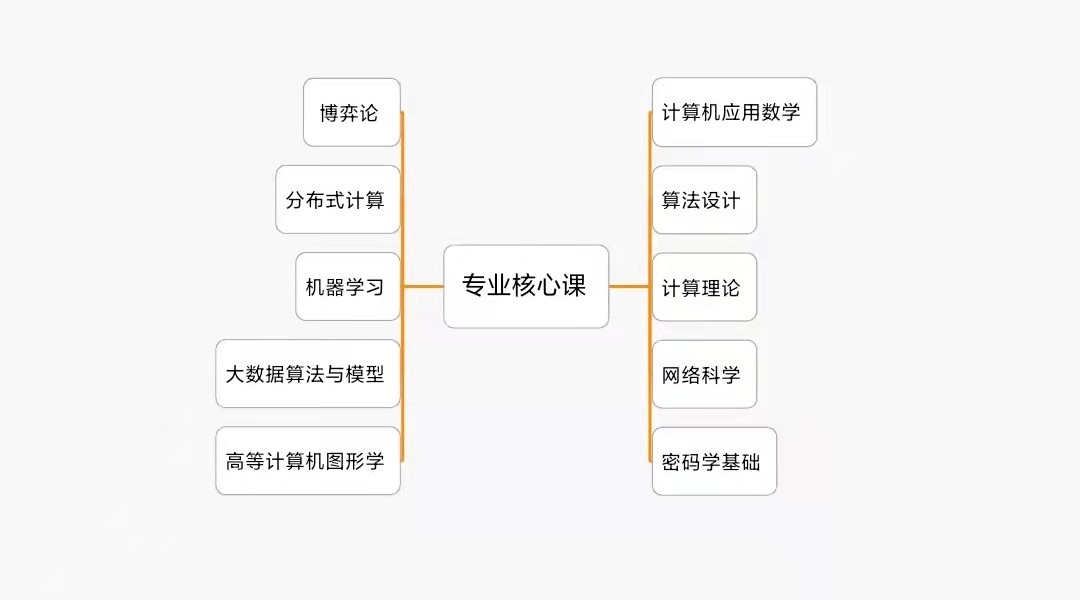 博弈论
分布式计算
机器学习
大数据算法与模型
高等计算机图形学
专业核心课
计算机应用数学
算法设计
计算理论
网络科学
密码学基础